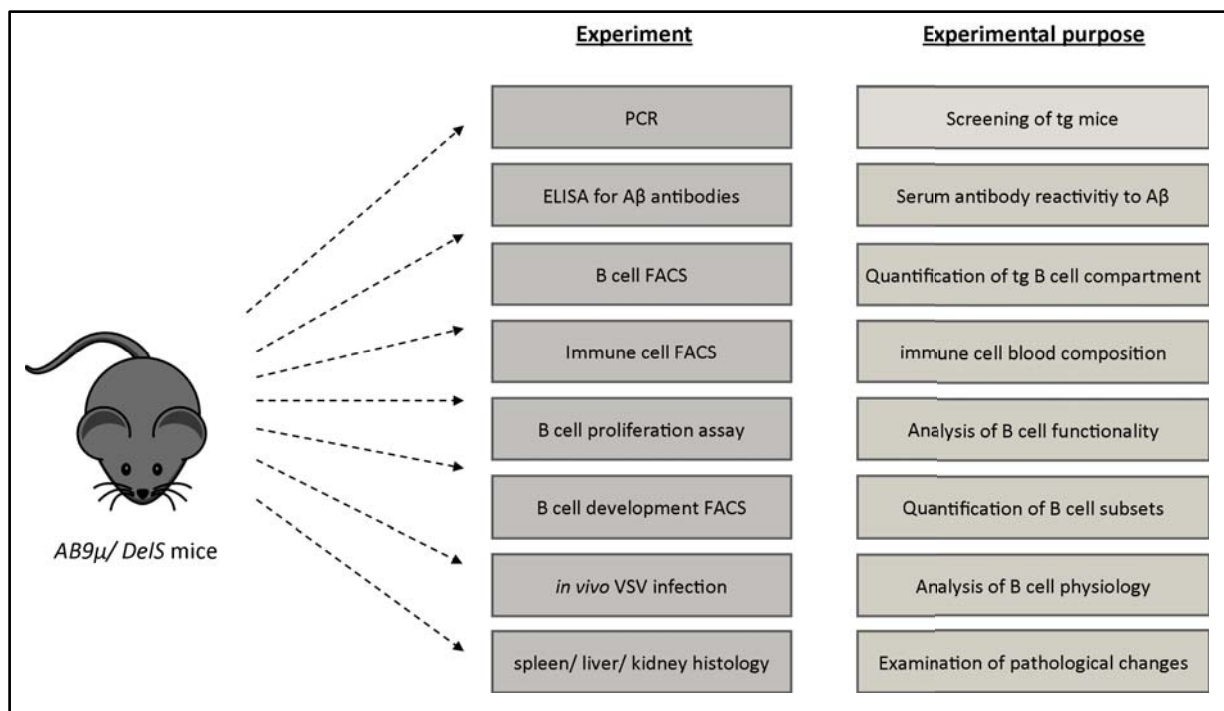 Experiment
Experimental purpose
PCR
Screening of tg mice
ELISA for Aβ antibodies
Serum antibody reactivitiy to Aβ
B cell FACS
Quantification of tg B cell compartment
Immune cell FACS
immune cell blood composition
B cell proliferation assay
Analysis of B cell functionality
B cell development FACS
Quantification of B cell subsets
in vivo VSV infection
Analysis of B cell physiology
spleen/ liver/ kidney histology
Examination of pathological changes
AB9μ/ DelS mice